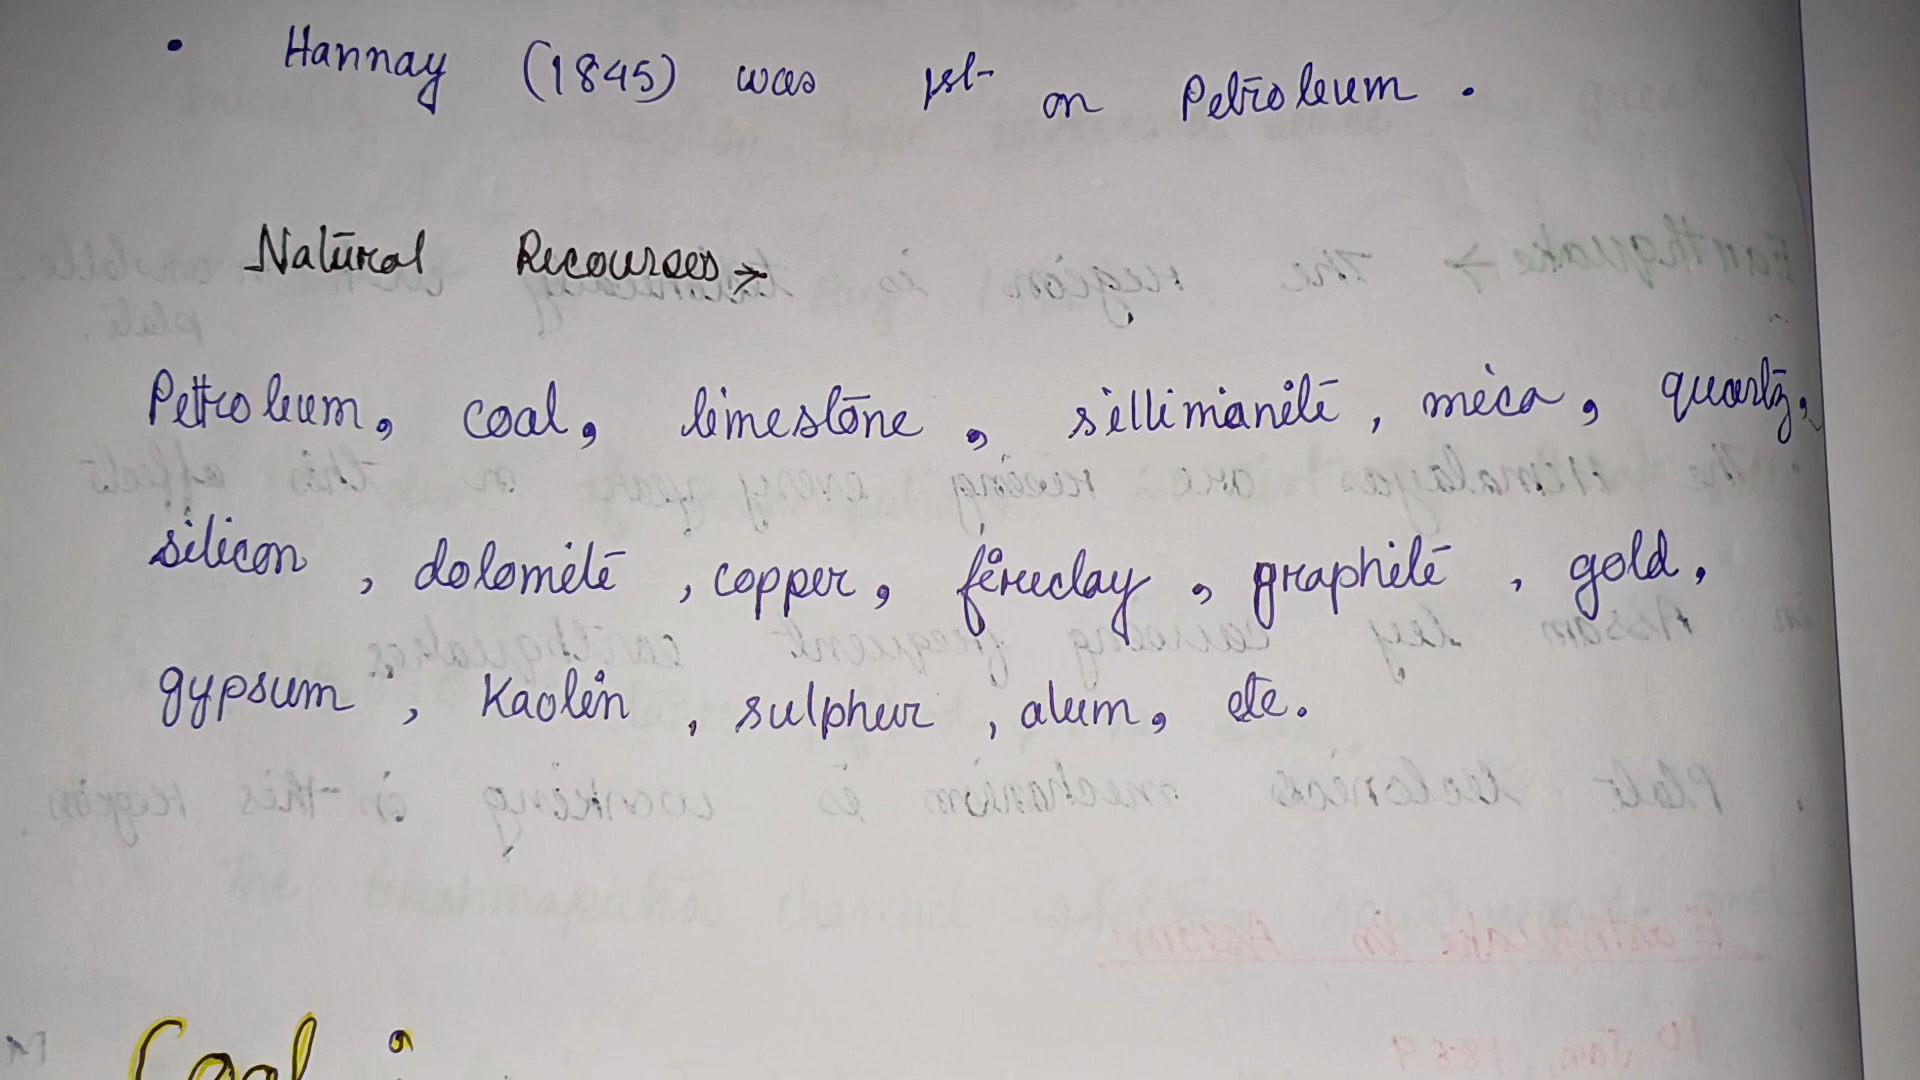 • Hannay (1845) was 1st on Petroleum.
Natural Recourses →
Petroleum, coal, limestone, sillimanite, mica, quartz,
silicon, dolomite, copper, fireclay, graphite, gold,
gypsum, Kaolin, sulphur, alum, etc.
Coal :